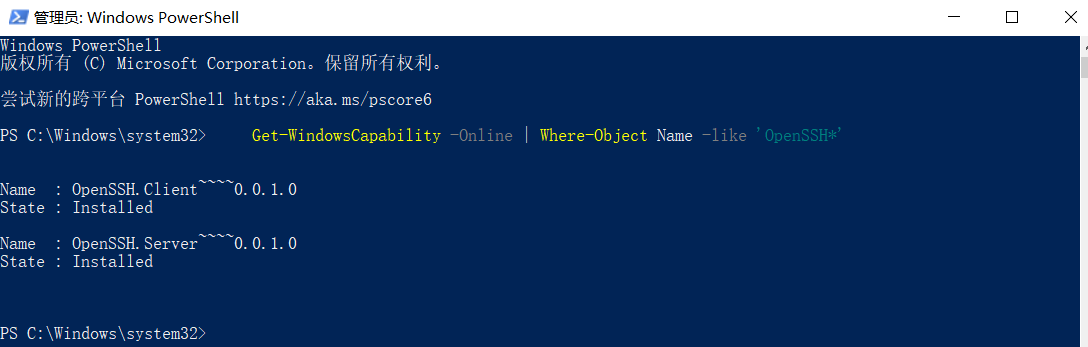 管理员: Windows PowerShell
Windows PowerShell
版权所有 (C) Microsoft Corporation。保留所有权利。
尝试新的跨平台 PowerShell https://aka.ms/pscore6
PS C:\Windows\system32>     Get-WindowsCapability -Online | Where-Object Name -like 'OpenSSH*'
Name  : OpenSSH.Client~~~~0.0.1.0
State : Installed
Name  : OpenSSH.Server~~~~0.0.1.0
State : Installed
PS C:\Windows\system32>